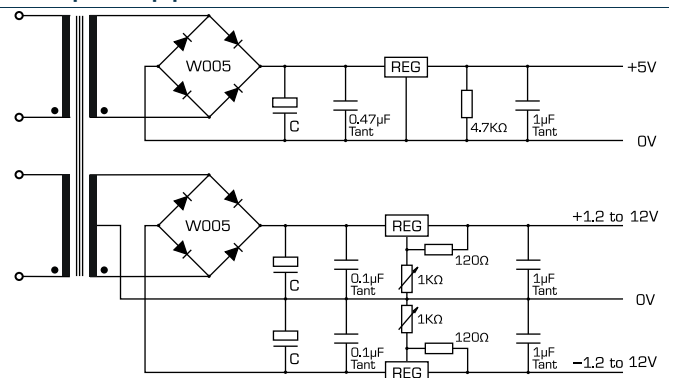 W005
REG
+5V
C
0.47µF
Tant
4.7KΩ
1µF
Tant
0V
W005
REG
+1.2 to 12V
120Ω
C
0.1µF
Tant
1KΩ
1µF
Tant
0V
1KΩ
120Ω
C
0.1µF
Tant
1µF
Tant
REG
−1.2 to 12V